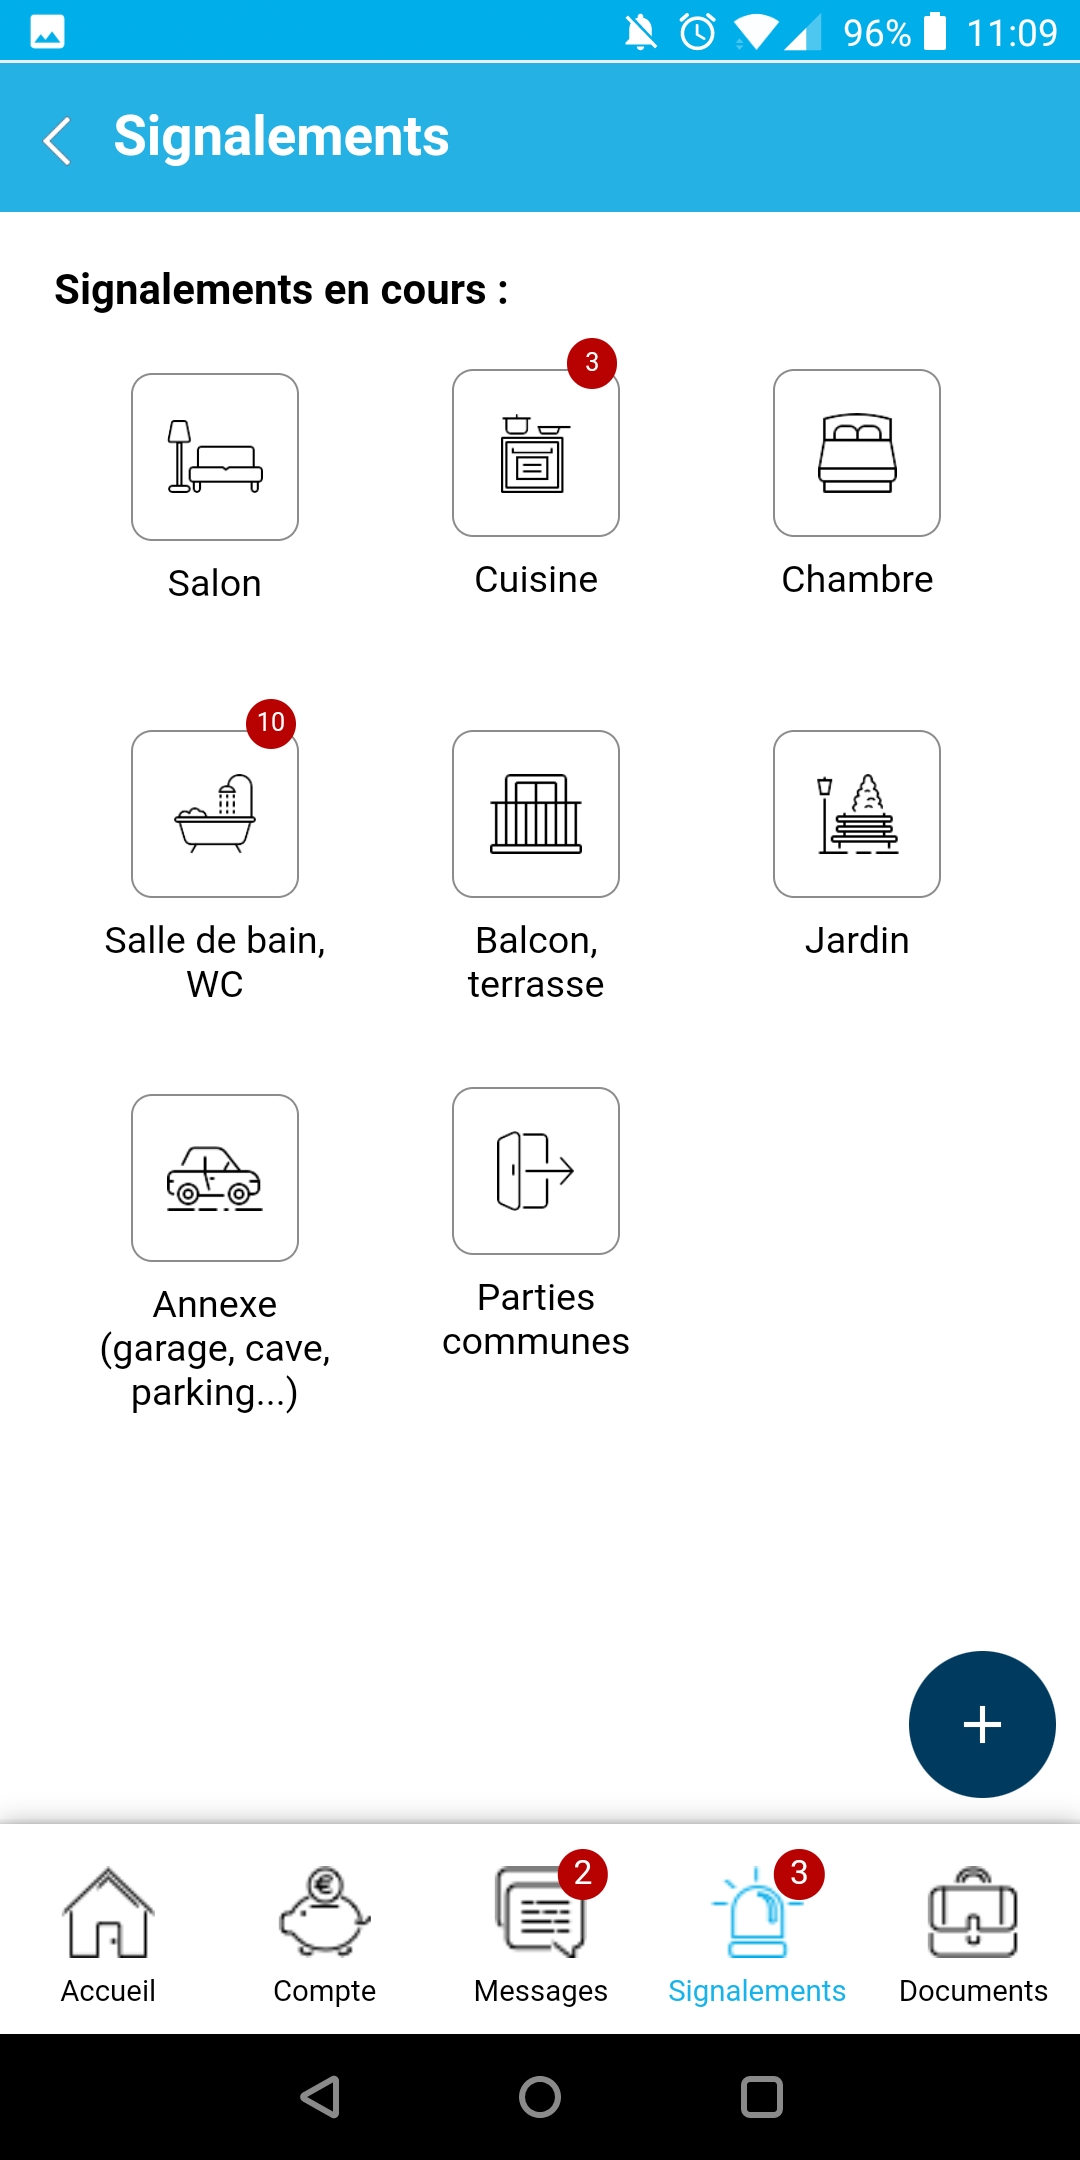 96% 11:09
Signalements
Signalements en cours :
3
Salon Cuisine Chambre
10
Salle de bain,
WC
Balcon,
terrasse
Jardin
Annexe
(garage, cave,
parking...)
Parties
communes
+
€ 2 3
Accueil Compte Messages Signalements Documents